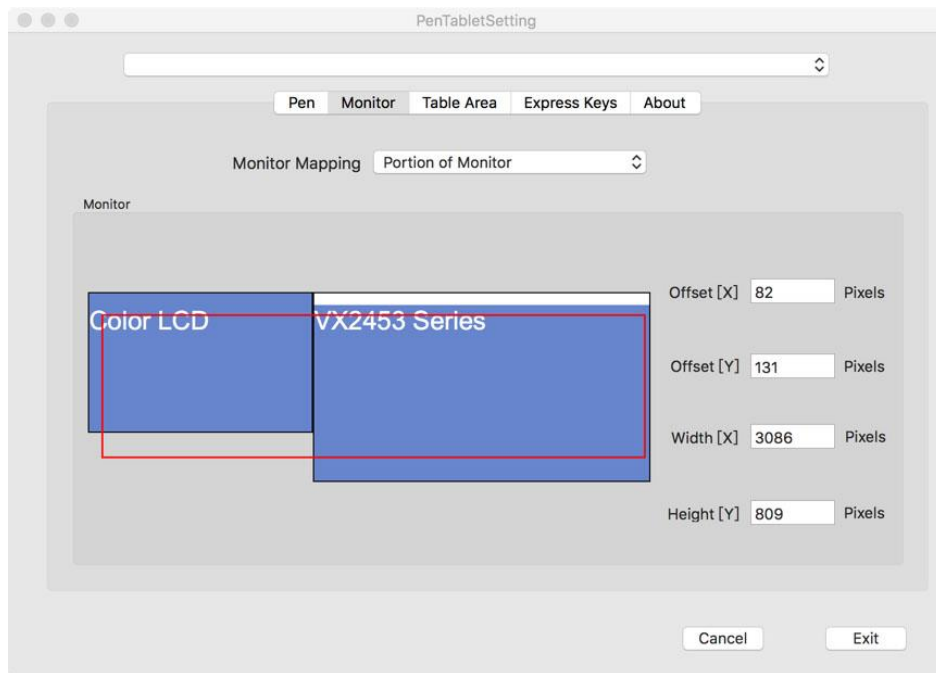 PenTabletSetting
Pen Monitor Table Area Express Keys About
Monitor Mapping Portion of Monitor
Monitor
Color LCD VX2453 Series
Offset [X] 82 Pixels
Offset [Y] 131 Pixels
Width [X] 3086 Pixels
Height [Y] 809 Pixels
Cancel Exit